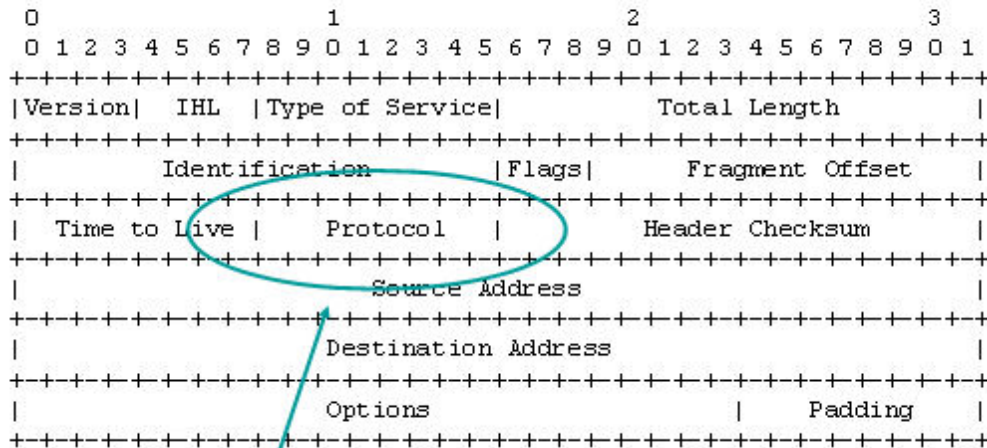 0                   1                   2                   3
0 1 2 3 4 5 6 7 8 9 0 1 2 3 4 5 6 7 8 9 0 1 2 3 4 5 6 7 8 9 0 1
+-+-+-+-+-+-+-+-+-+-+-+-+-+-+-+-+-+-+-+-+-+-+-+-+-+-+-+-+-+-+-+-+
|Version|  IHL  |Type of Service|          Total Length         |
+-+-+-+-+-+-+-+-+-+-+-+-+-+-+-+-+-+-+-+-+-+-+-+-+-+-+-+-+-+-+-+-+
|         Identification        |Flags|      Fragment Offset    |
+-+-+-+-+-+-+-+-+-+-+-+-+-+-+-+-+-+-+-+-+-+-+-+-+-+-+-+-+-+-+-+-+
|  Time to Live |    Protocol   |         Header Checksum       |
+-+-+-+-+-+-+-+-+-+-+-+-+-+-+-+-+-+-+-+-+-+-+-+-+-+-+-+-+-+-+-+-+
|                       Source Address                          |
+-+-+-+-+-+-+-+-+-+-+-+-+-+-+-+-+-+-+-+-+-+-+-+-+-+-+-+-+-+-+-+-+
|                    Destination Address                        |
+-+-+-+-+-+-+-+-+-+-+-+-+-+-+-+-+-+-+-+-+-+-+-+-+-+-+-+-+-+-+-+-+
|                    Options                    |    Padding    |
+-+-+-+-+-+-+-+-+-+-+-+-+-+-+-+-+-+-+-+-+-+-+-+-+-+-+-+-+-+-+-+-+